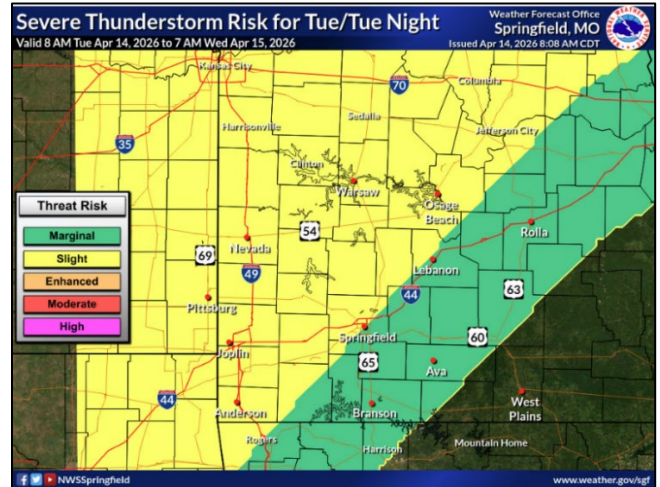 Severe Thunderstorm Risk for Tue/Tue Night
Valid 8 AM Tue Apr 14, 2026 to 7 AM Wed Apr 15, 2026
Weather Forecast Office
Springfield, MO
Issued Apr 14, 2026 8:08 AM CDT
Kansas City
70
Columbia
Sedalia
Harrisonville
Jefferson City
35
Clinton
Warsaw
Osage
Beach
Threat Risk
Marginal
Slight
Enhanced
Moderate
High
Rolla
54
Nevada
69
49
Lebanon
44
63
Pittsburg
Springfield
60
Joplin
65
Ava
44
Anderson
Branson
West
Plains
Rogers
Harrison
Mountain Home
NWSSpringfield
www.weather.gov/sgf